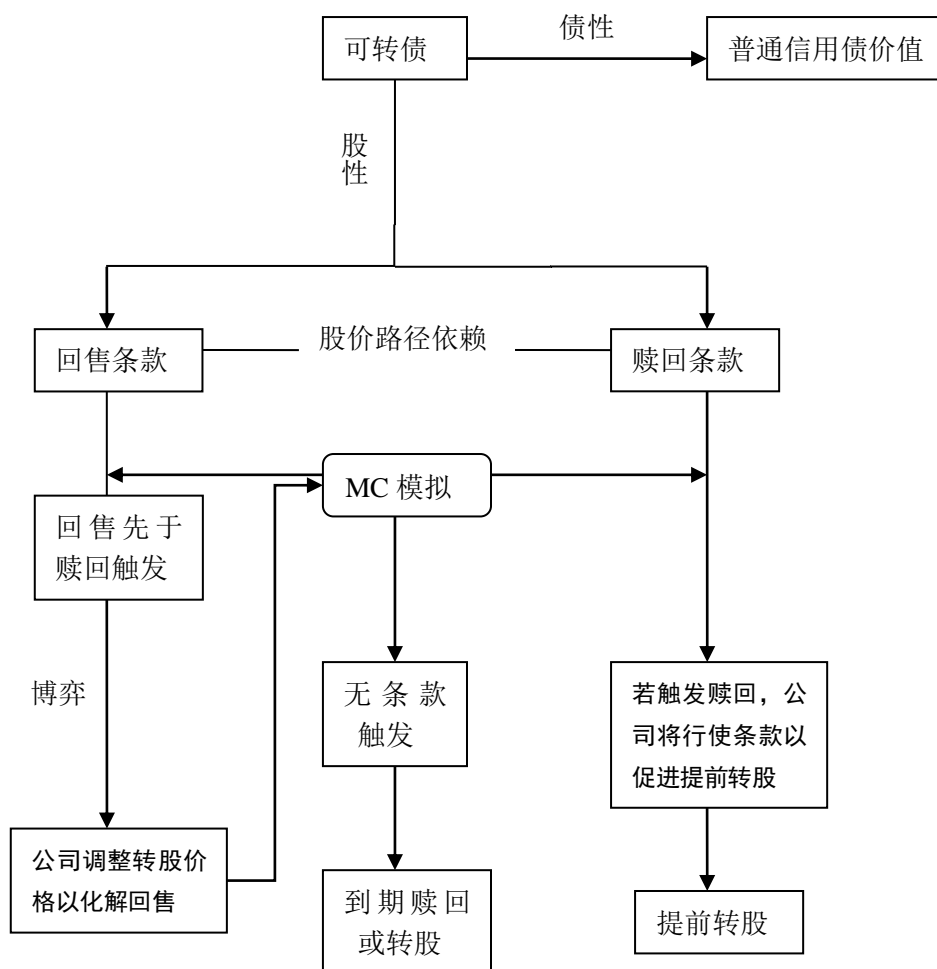 债性
可转债
普通信用债价值
股
性
股价路径依赖
回售条款
赎回条款
MC 模拟
回售先于
赎回触发
博弈
无条款
触发
若触发赎回，公
司将行使条款以
促进提前转股
公司调整转股价
格以化解回售
到期赎回
或转股
提前转股